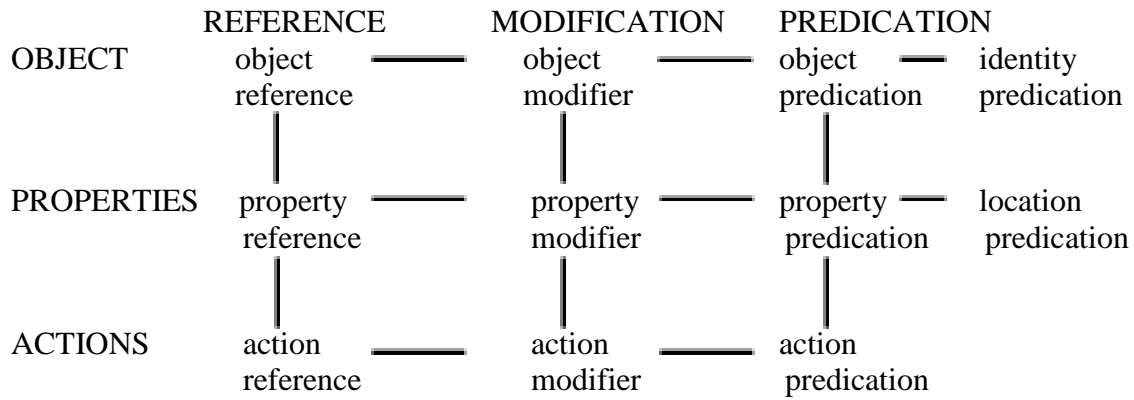 REFERENCE MODIFICATION PREDICATION
OBJECT object object object identity
reference modifier predication predication
PROPERTIES property property property location
reference modifier predication predication
ACTIONS action action action
reference modifier predication